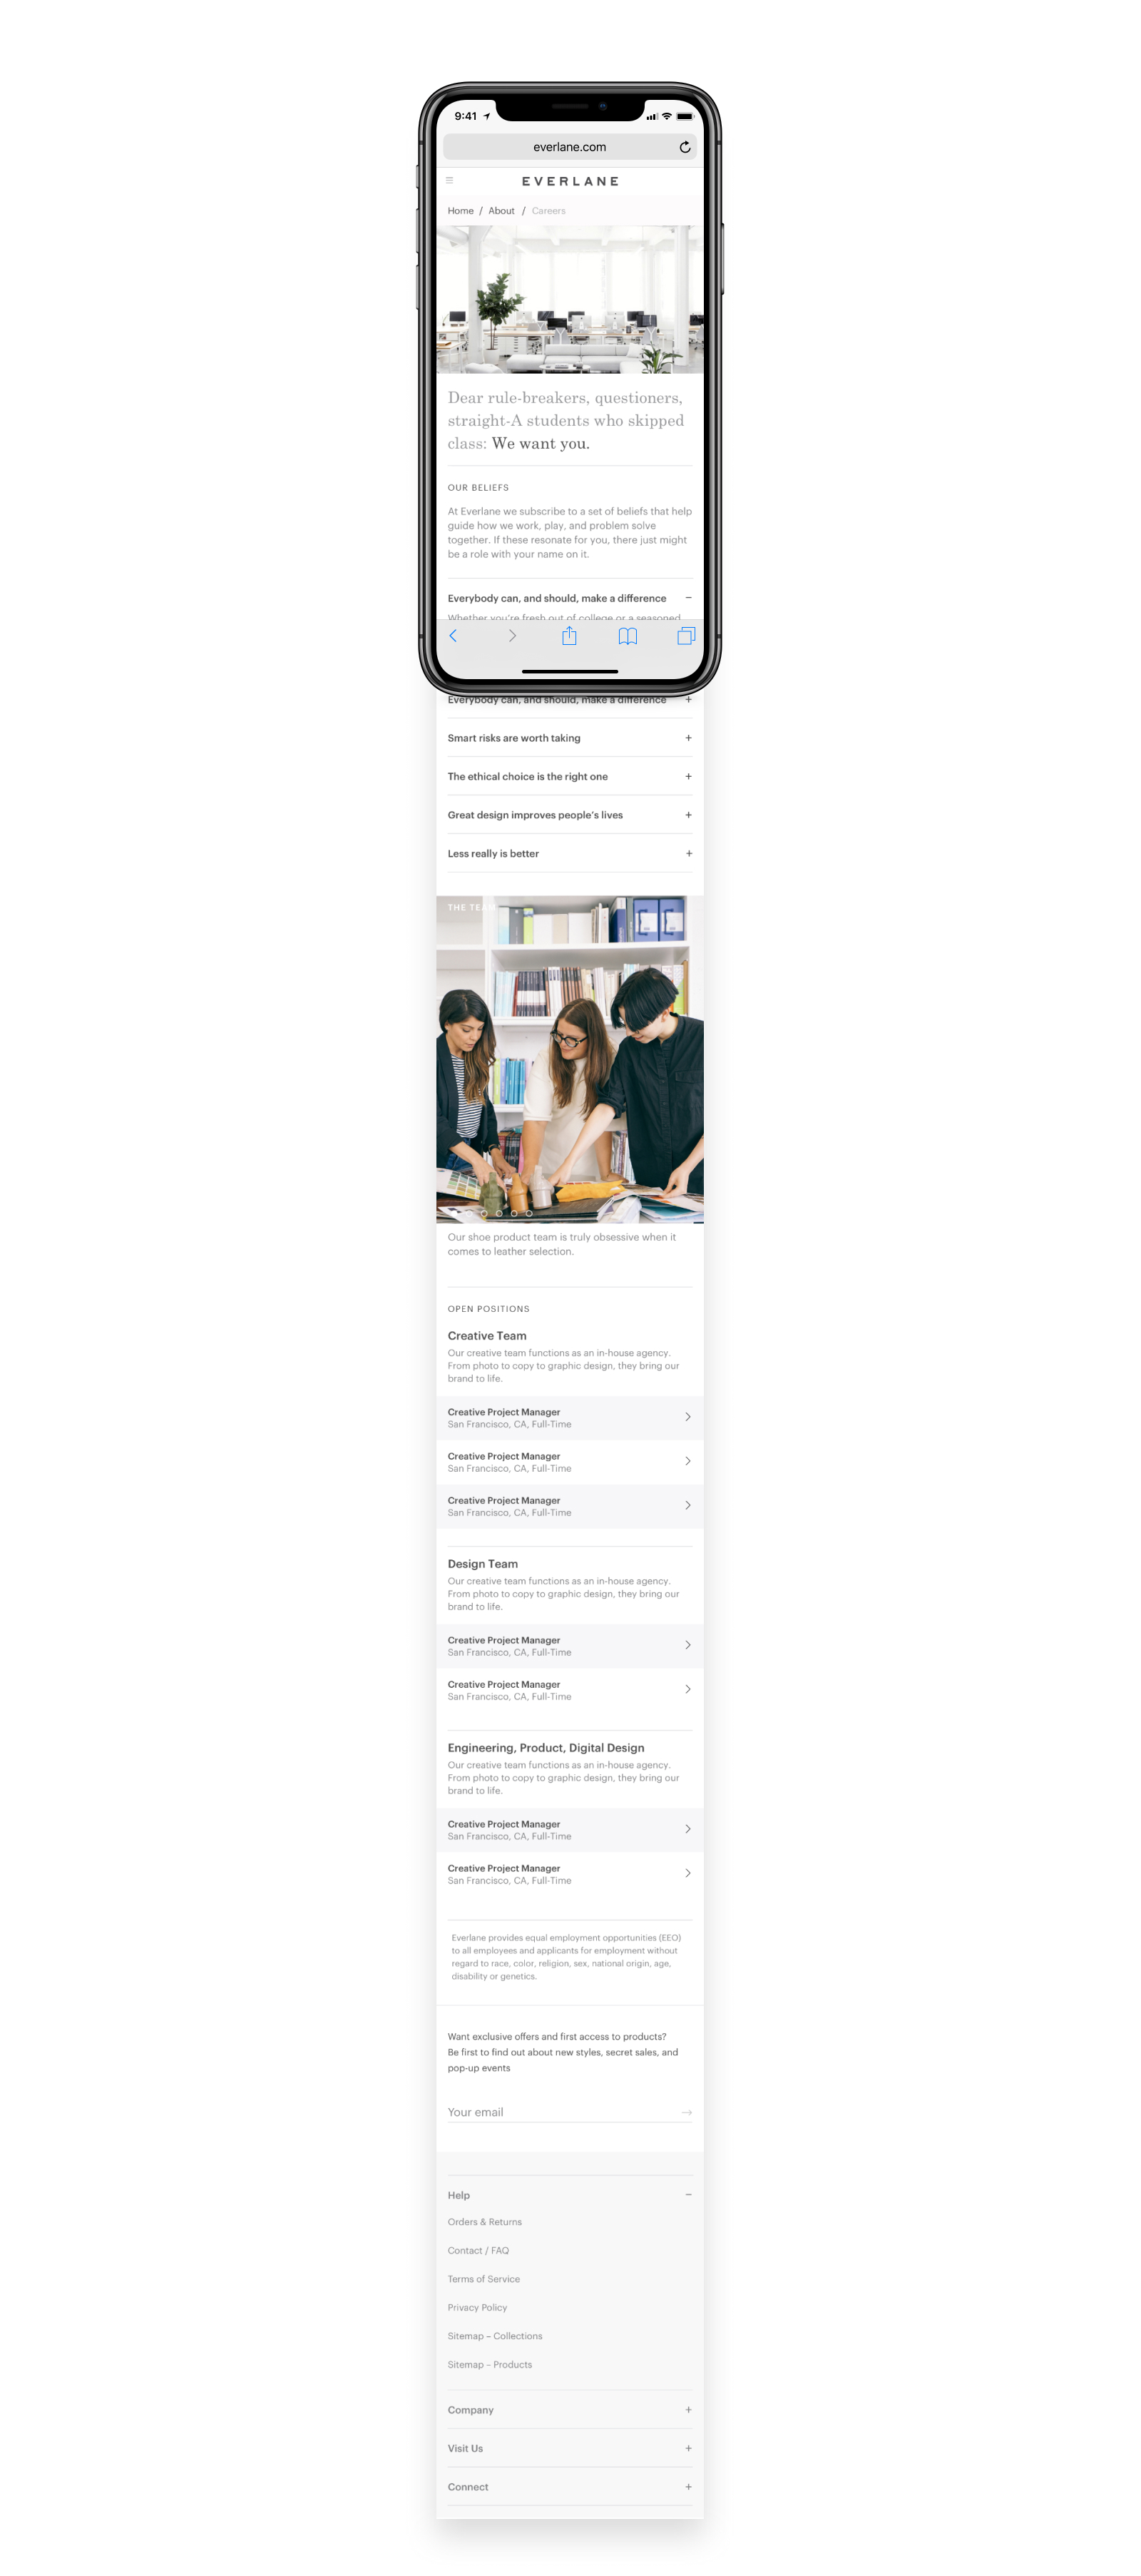 9:41
everlane.com
EVERLANE
Home / About / Careers
Dear rule-breakers, questioners,
straight-A students who skipped
class: We want you.
OUR BELIEFS
At Everlane we subscribe to a set of beliefs that help
guide how we work, play, and problem solve
together. If these resonate for you, there just might
be a role with your name on it.
Everybody can, and should, make a difference −
Whether you're fresh out of college or a seasoned
Everybody can, and should, make a difference +
Smart risks are worth taking +
The ethical choice is the right one +
Great design improves people's lives +
Less really is better +
THE TEAM
Our shoe product team is truly obsessive when it
comes to leather selection.
OPEN POSITIONS
Creative Team
Our creative team functions as an in-house agency.
From photo to copy to graphic design, they bring our
brand to life.
Creative Project Manager
San Francisco, CA, Full-Time
Creative Project Manager
San Francisco, CA, Full-Time
Creative Project Manager
San Francisco, CA, Full-Time
Design Team
Our creative team functions as an in-house agency.
From photo to copy to graphic design, they bring our
brand to life.
Creative Project Manager
San Francisco, CA, Full-Time
Creative Project Manager
San Francisco, CA, Full-Time
Engineering, Product, Digital Design
Our creative team functions as an in-house agency.
From photo to copy to graphic design, they bring our
brand to life.
Creative Project Manager
San Francisco, CA, Full-Time
Creative Project Manager
San Francisco, CA, Full-Time
Everlane provides equal employment opportunities (EEO)
to all employees and applicants for employment without
regard to race, color, religion, sex, national origin, age,
disability or genetics.
Want exclusive offers and first access to products?
Be first to find out about new styles, secret sales, and
pop-up events
Your email →
Help −
Orders & Returns
Contact / FAQ
Terms of Service
Privacy Policy
Sitemap – Collections
Sitemap – Products
Company +
Visit Us +
Connect +